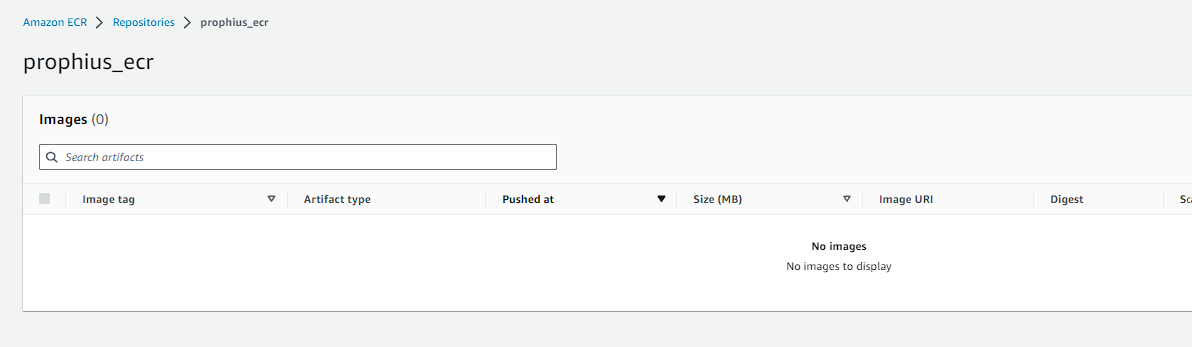 Amazon ECR > Repositories > prophius_ecr
prophius_ecr
Images (0)
Search artifacts
Image tag Artifact type Pushed at Size (MB) Image URI Digest
No images
No images to display